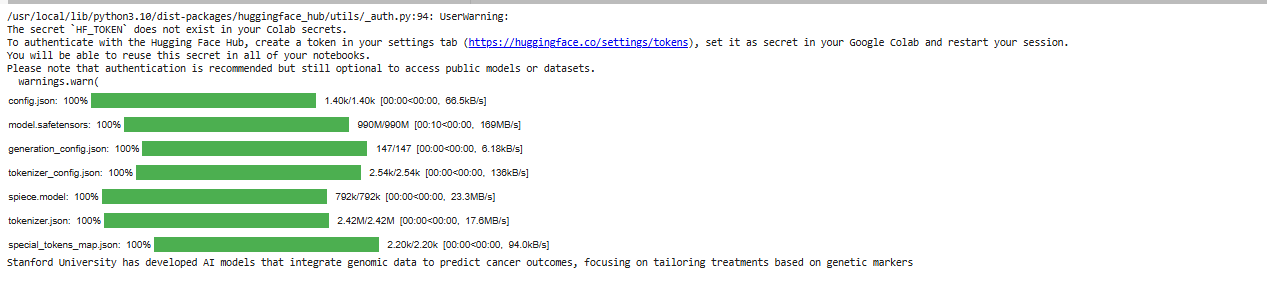 /usr/local/lib/python3.10/dist-packages/huggingface_hub/utils/_auth.py:94: UserWarning:
The secret `HF_TOKEN` does not exist in your Colab secrets.
To authenticate with the Hugging Face Hub, create a token in your settings tab (https://huggingface.co/settings/tokens), set it as secret in your Google Colab and restart your session.
You will be able to reuse this secret in all of your notebooks.
Please note that authentication is recommended but still optional to access public models or datasets.
  warnings.warn(
config.json: 100% 1.40k/1.40k [00:00<00:00, 66.5kB/s]
model.safetensors: 100% 990M/990M [00:10<00:00, 169MB/s]
generation_config.json: 100% 147/147 [00:00<00:00, 6.18kB/s]
tokenizer_config.json: 100% 2.54k/2.54k [00:00<00:00, 136kB/s]
spiece.model: 100% 792k/792k [00:00<00:00, 23.3MB/s]
tokenizer.json: 100% 2.42M/2.42M [00:00<00:00, 17.6MB/s]
special_tokens_map.json: 100% 2.20k/2.20k [00:00<00:00, 94.0kB/s]
Stanford University has developed AI models that integrate genomic data to predict cancer outcomes, focusing on tailoring treatments based on genetic markers